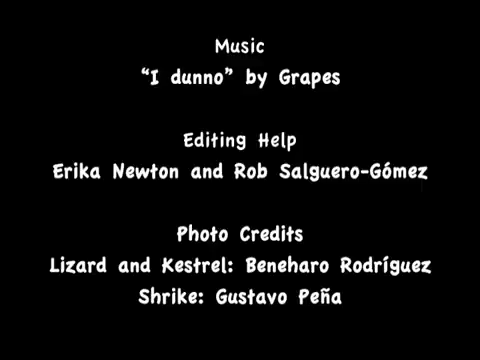 Music
“I dunno” by Grapes
Editing Help
Erika Newton and Rob Salguero-Gómez
Photo Credits
Lizard and Kestrel: Beneharo Rodríguez
Shrike: Gustavo Peña